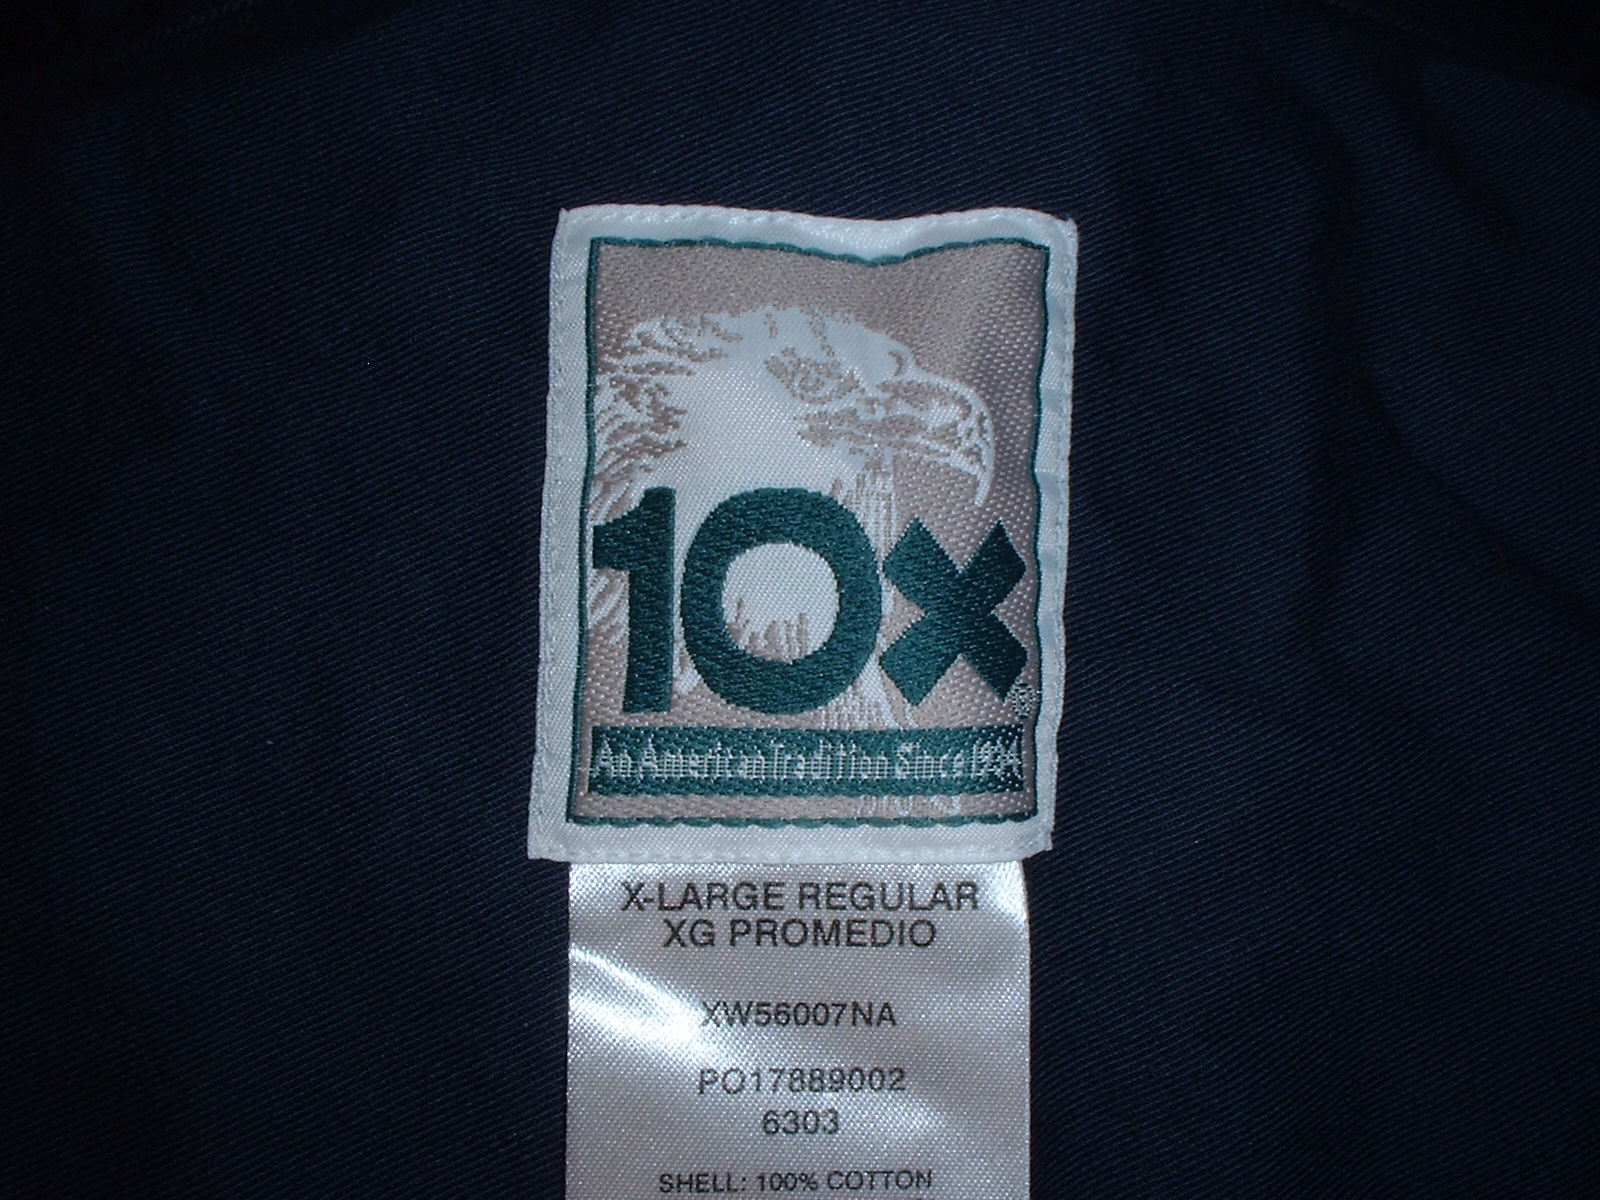 10x
®
An American Tradition Since 1924
X-LARGE REGULAR
XG PROMEDIO
XW56007NA
PO17889002
6303
SHELL: 100% COTTON